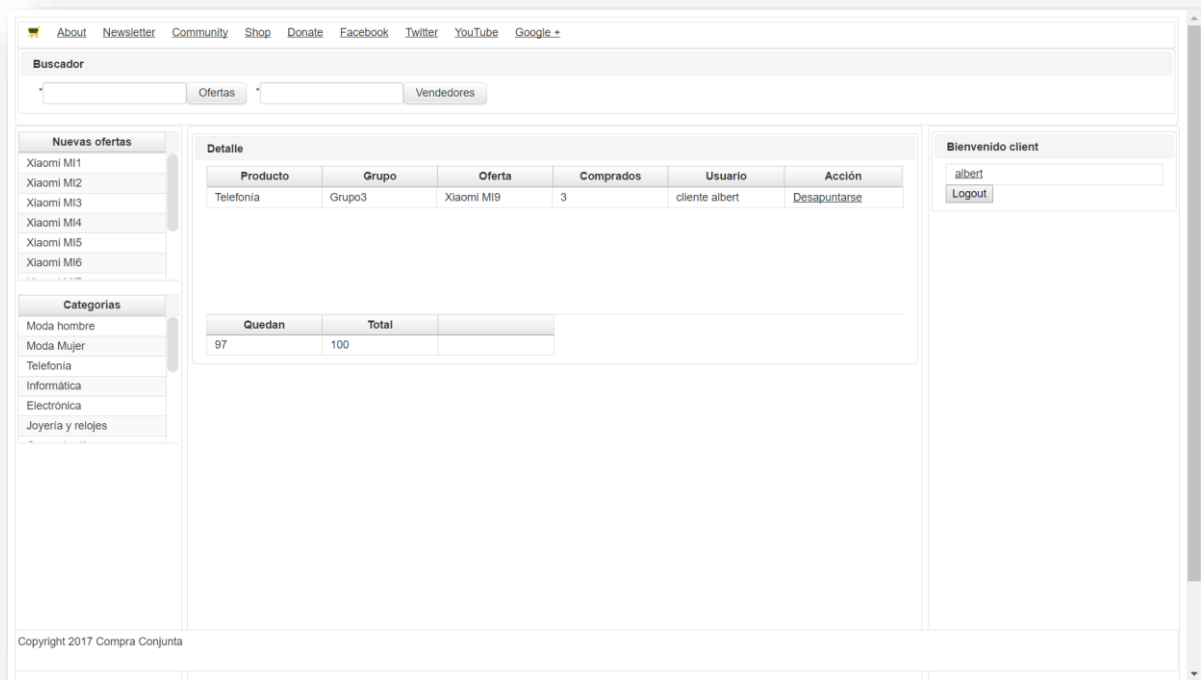 About Newsletter Community Shop Donate Facebook Twitter YouTube Google +
Buscador
* Ofertas * Vendedores
Nuevas ofertas
Xiaomi MI1
Xiaomi MI2
Xiaomi MI3
Xiaomi MI4
Xiaomi MI5
Xiaomi MI6
Categorias
Moda hombre
Moda Mujer
Telefonía
Informática
Electrónica
Joyería y relojes
Detalle
Producto Grupo Oferta Comprados Usuario Acción
Telefonía Grupo3 Xiaomi MI9 3 cliente albert Desapuntarse
Quedan Total
97 100
Bienvenido client
albert
Logout
Copyright 2017 Compra Conjunta